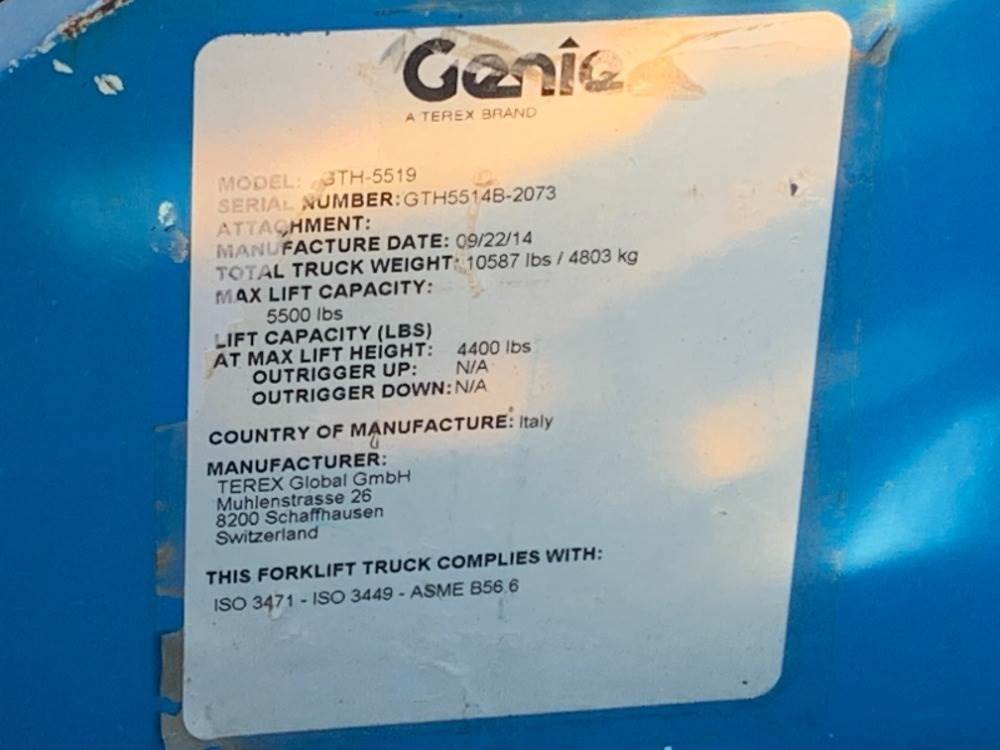 Genie
A TEREX BRAND
MODEL: GTH-5519
SERIAL NUMBER: GTH5514B-2073
ATTACHMENT:
MANUFACTURE DATE: 09/22/14
TOTAL TRUCK WEIGHT: 10587 lbs / 4803 kg
MAX LIFT CAPACITY:
5500 lbs
LIFT CAPACITY (LBS)
AT MAX LIFT HEIGHT: 4400 lbs
OUTRIGGER UP: N/A
OUTRIGGER DOWN: N/A
COUNTRY OF MANUFACTURE: Italy
MANUFACTURER:
TEREX Global GmbH
Muhlenstrasse 26
8200 Schaffhausen
Switzerland
THIS FORKLIFT TRUCK COMPLIES WITH:
ISO 3471 - ISO 3449 - ASME B56.6